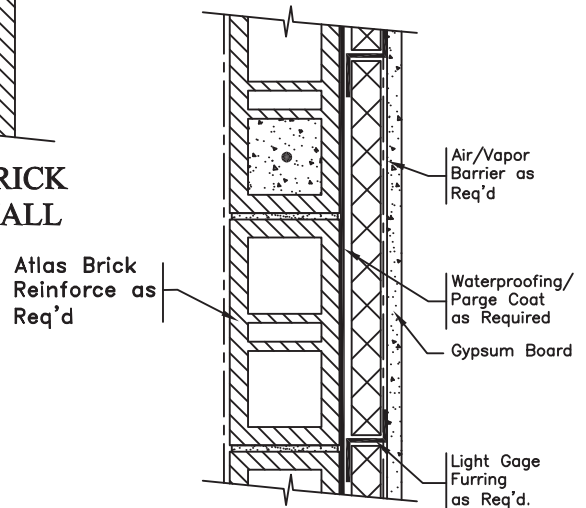 RICK
ALL
Atlas Brick
Reinforce as
Req'd
Air/Vapor
Barrier as
Req'd
Waterproofing/
Parge Coat
as Required
Gypsum Board
Light Gage
Furring
as Req'd.